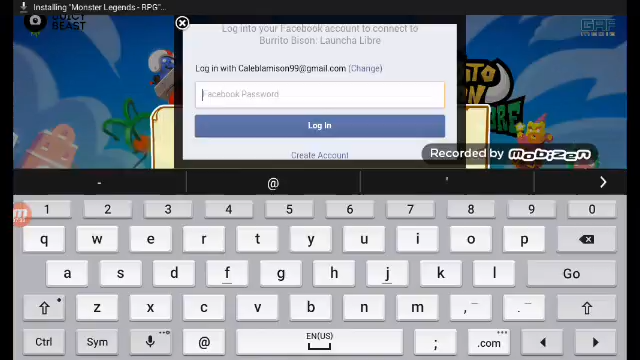 Installing "Monster Legends - RPG"...
JUICY
BEAST
Log into your Facebook account to connect to
Burrito Bison: Launcha Libre
Log in with Caleblamison99@gmail.com (Change)
Facebook Password
Log In
Create Account
Recorded by mobizen
- @ '
1 2 3 4 5 6 7 8 9 0
q w e r t y u i o p
a s d f g h j k l Go
z x c v b n m , .
Ctrl Sym @ EN(US) ; .com